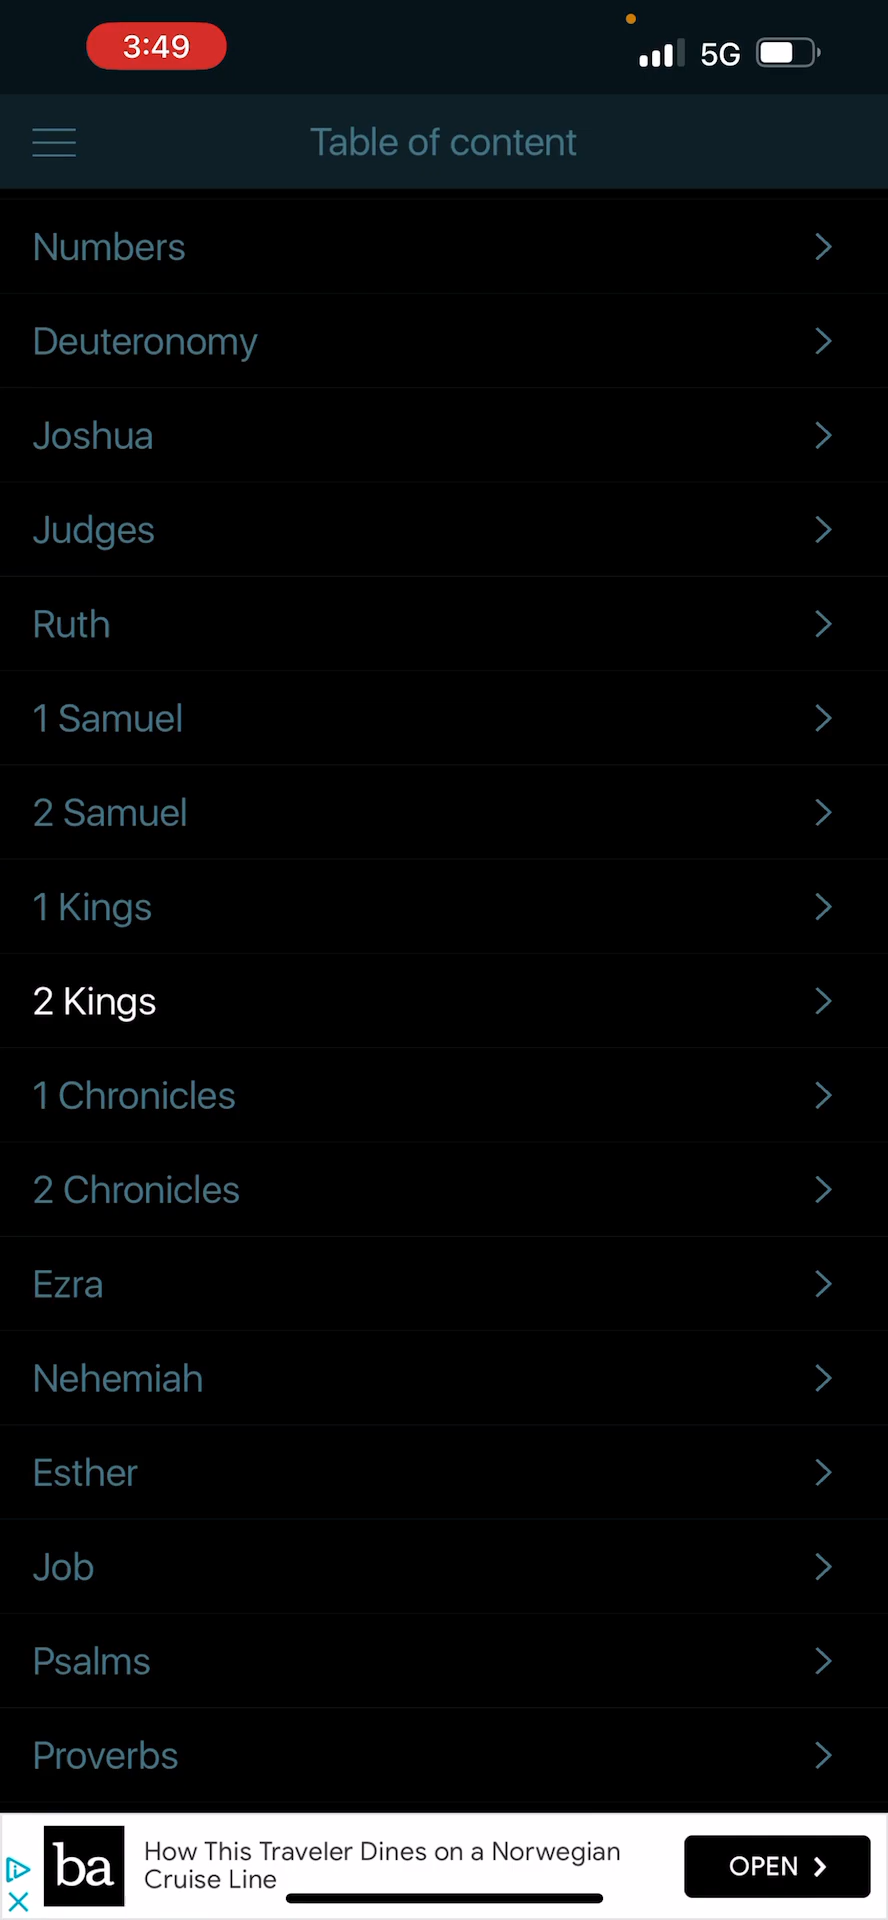 3:49
5G
Table of content
Numbers
Deuteronomy
Joshua
Judges
Ruth
1 Samuel
2 Samuel
1 Kings
2 Kings
1 Chronicles
2 Chronicles
Ezra
Nehemiah
Esther
Job
Psalms
Proverbs
ba
How This Traveler Dines on a Norwegian
Cruise Line
OPEN